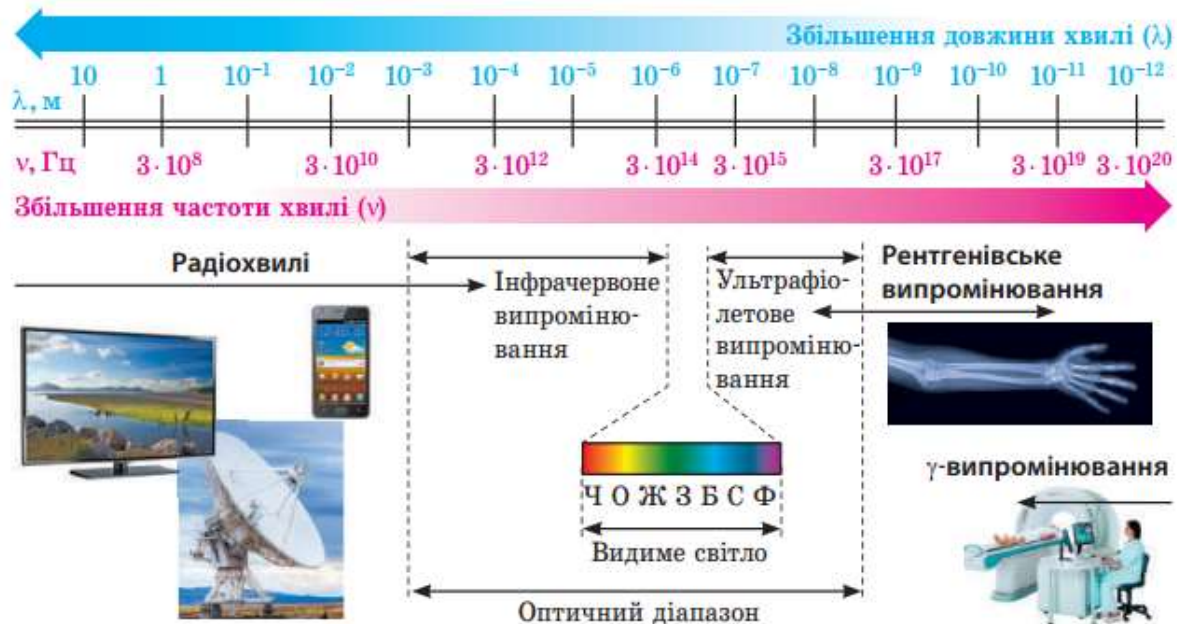 Збільшення довжини хвилі (λ)
10 1 10⁻¹ 10⁻² 10⁻³ 10⁻⁴ 10⁻⁵ 10⁻⁶ 10⁻⁷ 10⁻⁸ 10⁻⁹ 10⁻¹⁰ 10⁻¹¹ 10⁻¹²
λ, м
ν, Гц 3·10⁸ 3·10¹⁰ 3·10¹² 3·10¹⁴ 3·10¹⁵ 3·10¹⁷ 3·10¹⁹ 3·10²⁰
Збільшення частоти хвилі (ν)
Радіохвилі
Інфрачервоне
випроміню-
вання
Ультрафіо-
летове
випроміню-
вання
Рентгенівське
випромінювання
Ч О Ж З Б С Ф
Видиме світло
γ-випромінювання
Оптичний діапазон